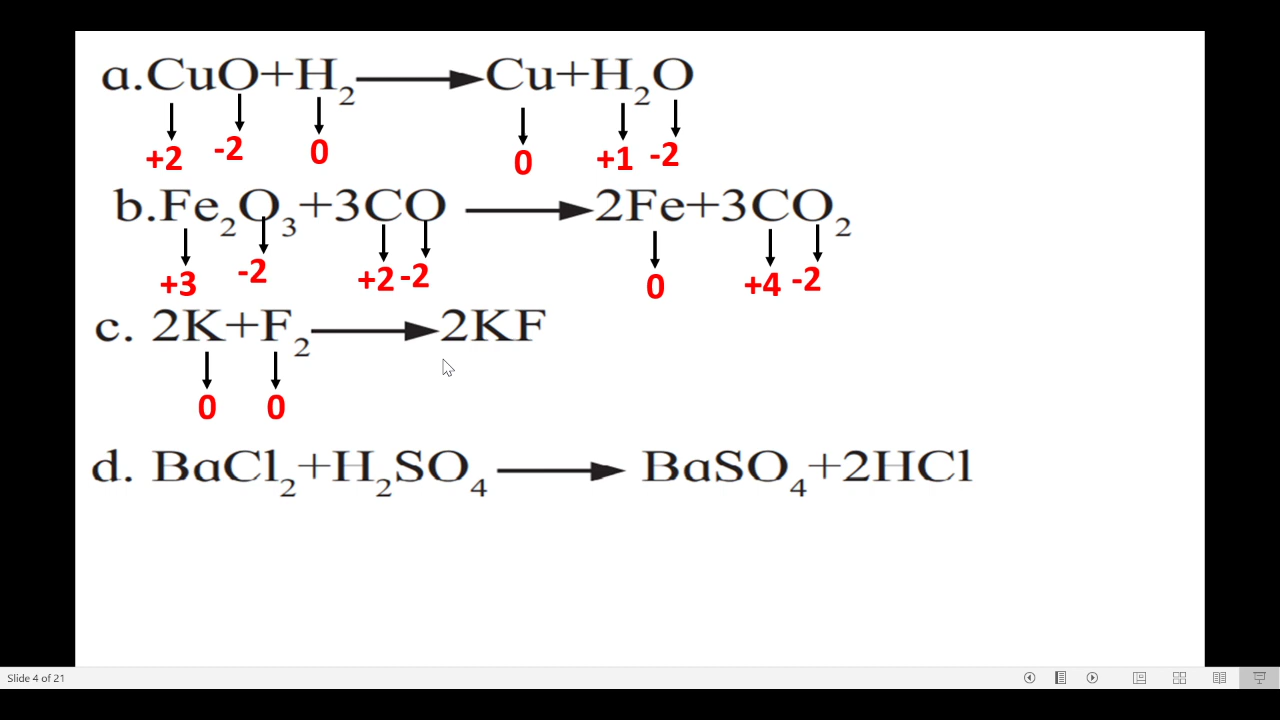 a.CuO+H₂⟶Cu+H₂O
+2 -2 0 0 +1 -2
b.Fe₂O₃+3CO ⟶2Fe+3CO₂
+3 -2 +2 -2 0 +4 -2
c. 2K+F₂⟶2KF
0 0
d. BaCl₂+H₂SO₄⟶ BaSO₄+2HCl
Slide 4 of 21